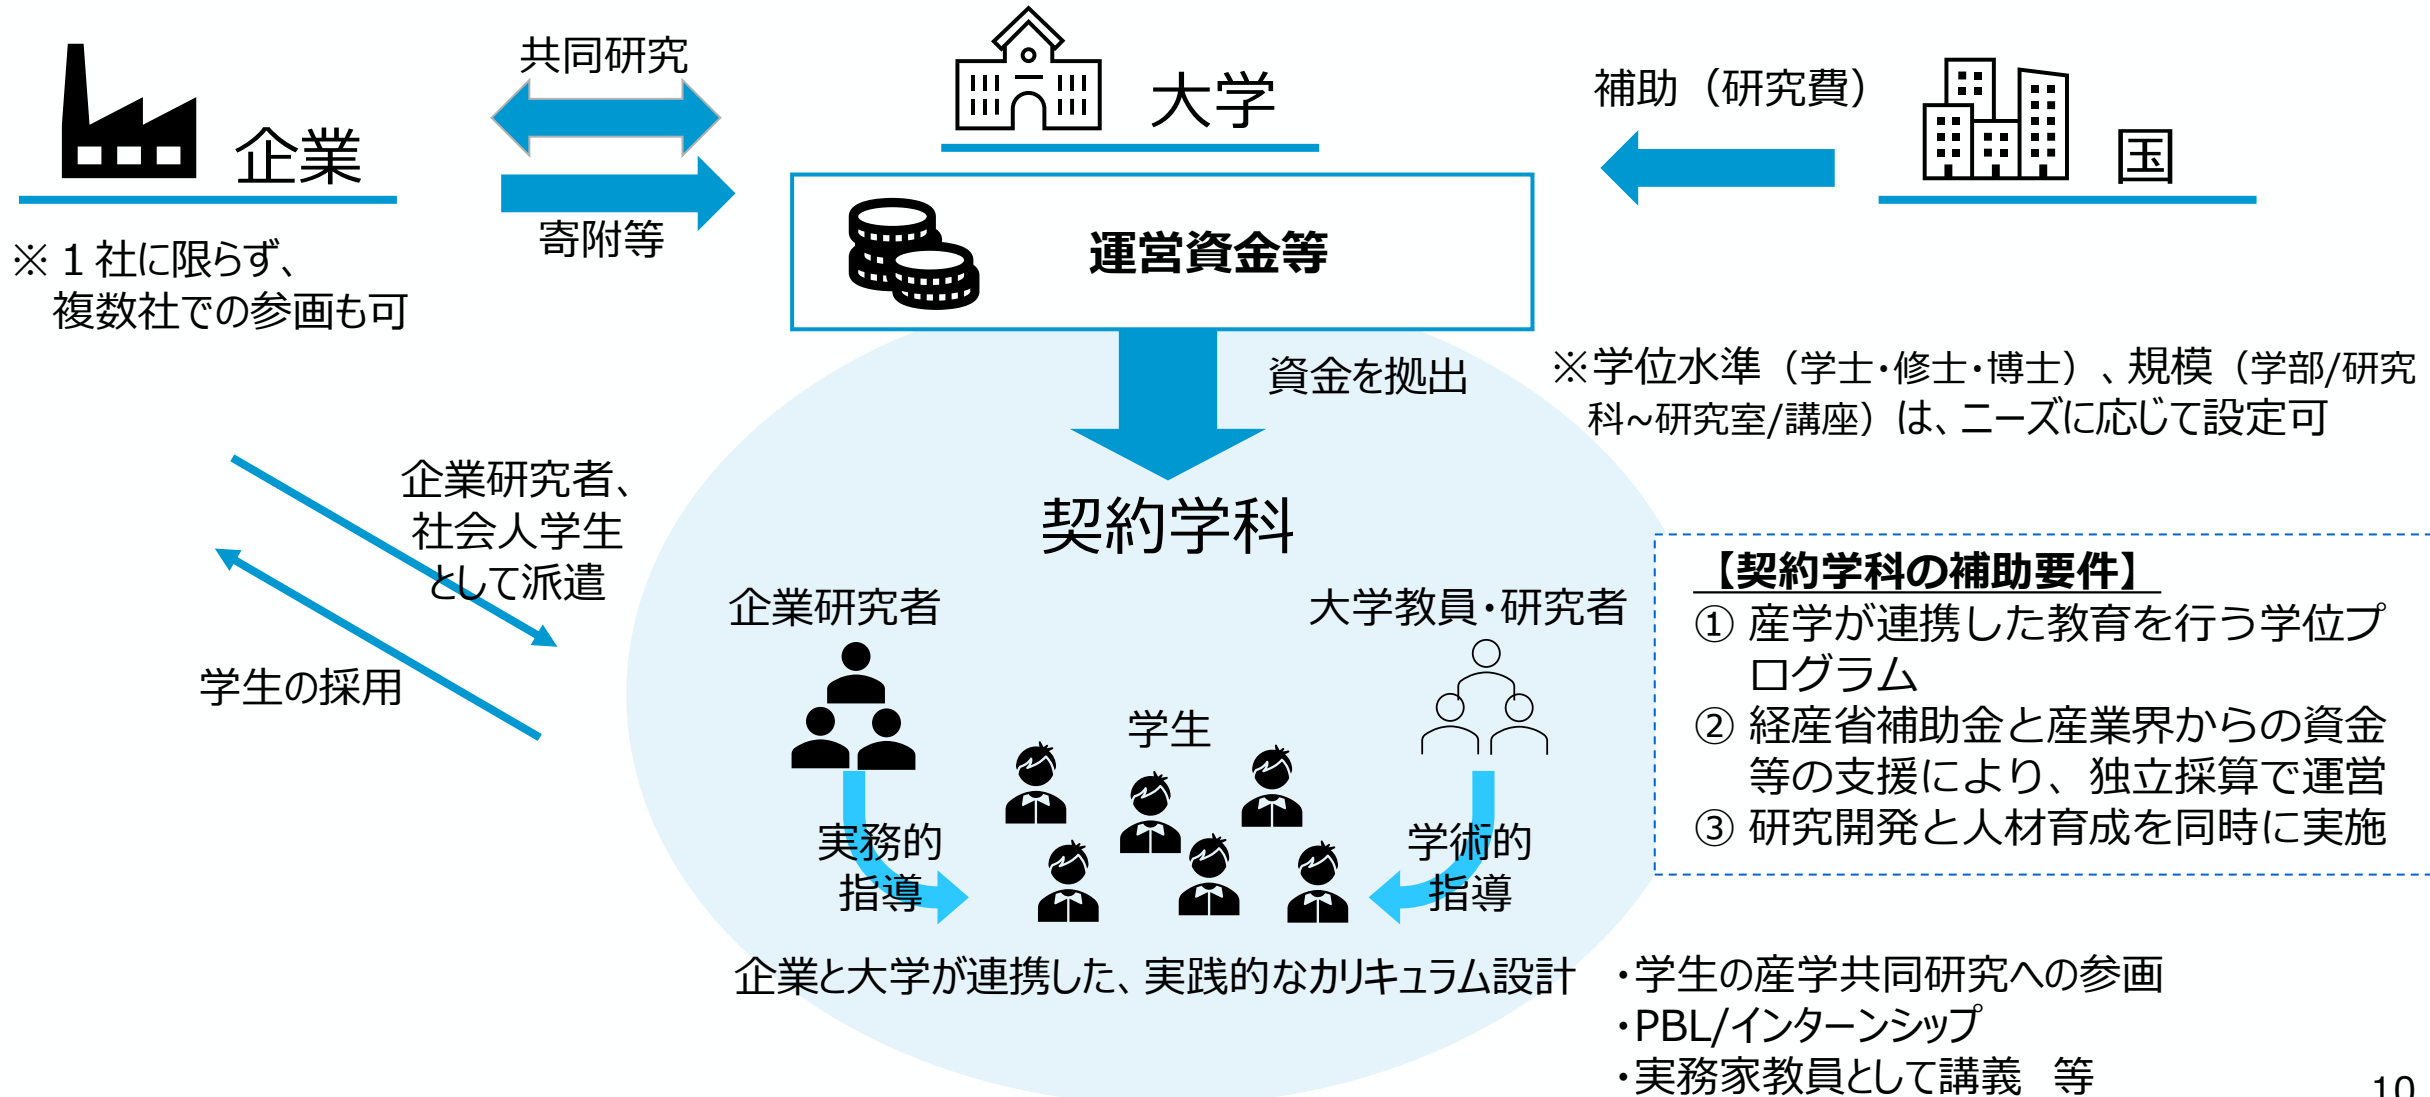 共同研究
企業
寄附等
※１社に限らず、
複数社での参画も可
大学
運営資金等
補助（研究費）
国
資金を拠出
※学位水準（学士・修士・博士）、規模（学部/研究
科~研究室/講座）は、ニーズに応じて設定可
企業研究者、
社会人学生
として派遣
学生の採用
契約学科
企業研究者
大学教員・研究者
学生
実務的
指導
学術的
指導
企業と大学が連携した、実践的なカリキュラム設計
【契約学科の補助要件】
① 産学が連携した教育を行う学位プ
ログラム
② 経産省補助金と産業界からの資金
等の支援により、独立採算で運営
③ 研究開発と人材育成を同時に実施
・学生の産学共同研究への参画
・PBL/インターンシップ
・実務家教員として講義　等
10